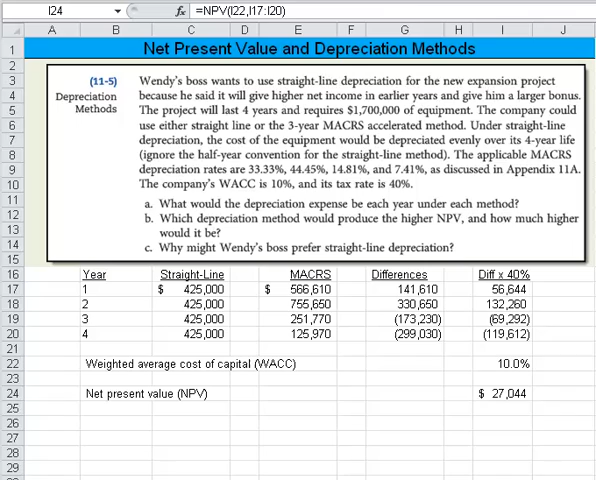 I24 fx =NPV(I22,I17:I20)
A B C D E F G H I J
1 Net Present Value and Depreciation Methods
2
3 (11-5) Wendy's boss wants to use straight-line depreciation for the new expansion project
4 Depreciation because he said it will give higher net income in earlier years and give him a larger bonus.
5 Methods The project will last 4 years and requires $1,700,000 of equipment. The company could
6 use either straight line or the 3-year MACRS accelerated method. Under straight-line
7 depreciation, the cost of the equipment would be depreciated evenly over its 4-year life
8 (ignore the half-year convention for the straight-line method). The applicable MACRS
9 depreciation rates are 33.33%, 44.45%, 14.81%, and 7.41%, as discussed in Appendix 11A.
10 The company's WACC is 10%, and its tax rate is 40%.
11 a. What would the depreciation expense be each year under each method?
12 b. Which depreciation method would produce the higher NPV, and how much higher
13 would it be?
14 c. Why might Wendy's boss prefer straight-line depreciation?
15
16 Year Straight-Line MACRS Differences Diff x 40%
17 1 $ 425,000 $ 566,610 141,610 56,644
18 2 425,000 755,650 330,650 132,260
19 3 425,000 251,770 (173,230) (69,292)
20 4 425,000 125,970 (299,030) (119,612)
21
22 Weighted average cost of capital (WACC) 10.0%
23
24 Net present value (NPV) $ 27,044
25
26
27
28
29